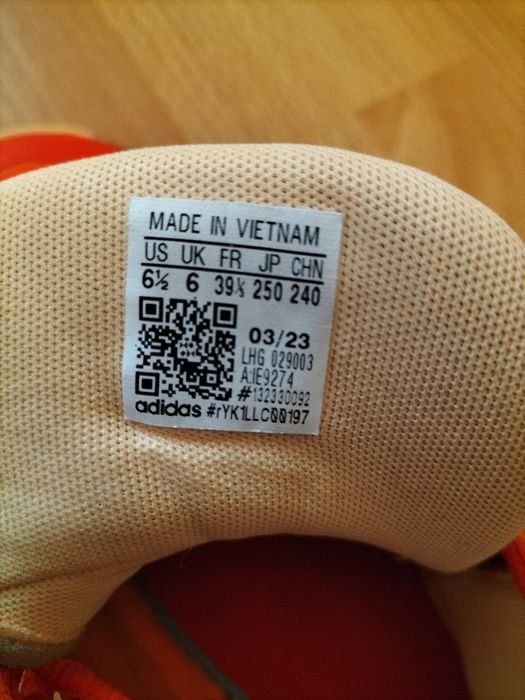 MADE IN VIETNAM
US UK FR JP CHN
6½ 6 39⅓ 250 240
03/23
LHG 029003
A:IE9274
#132330092
adidas #rYK1LLC00197